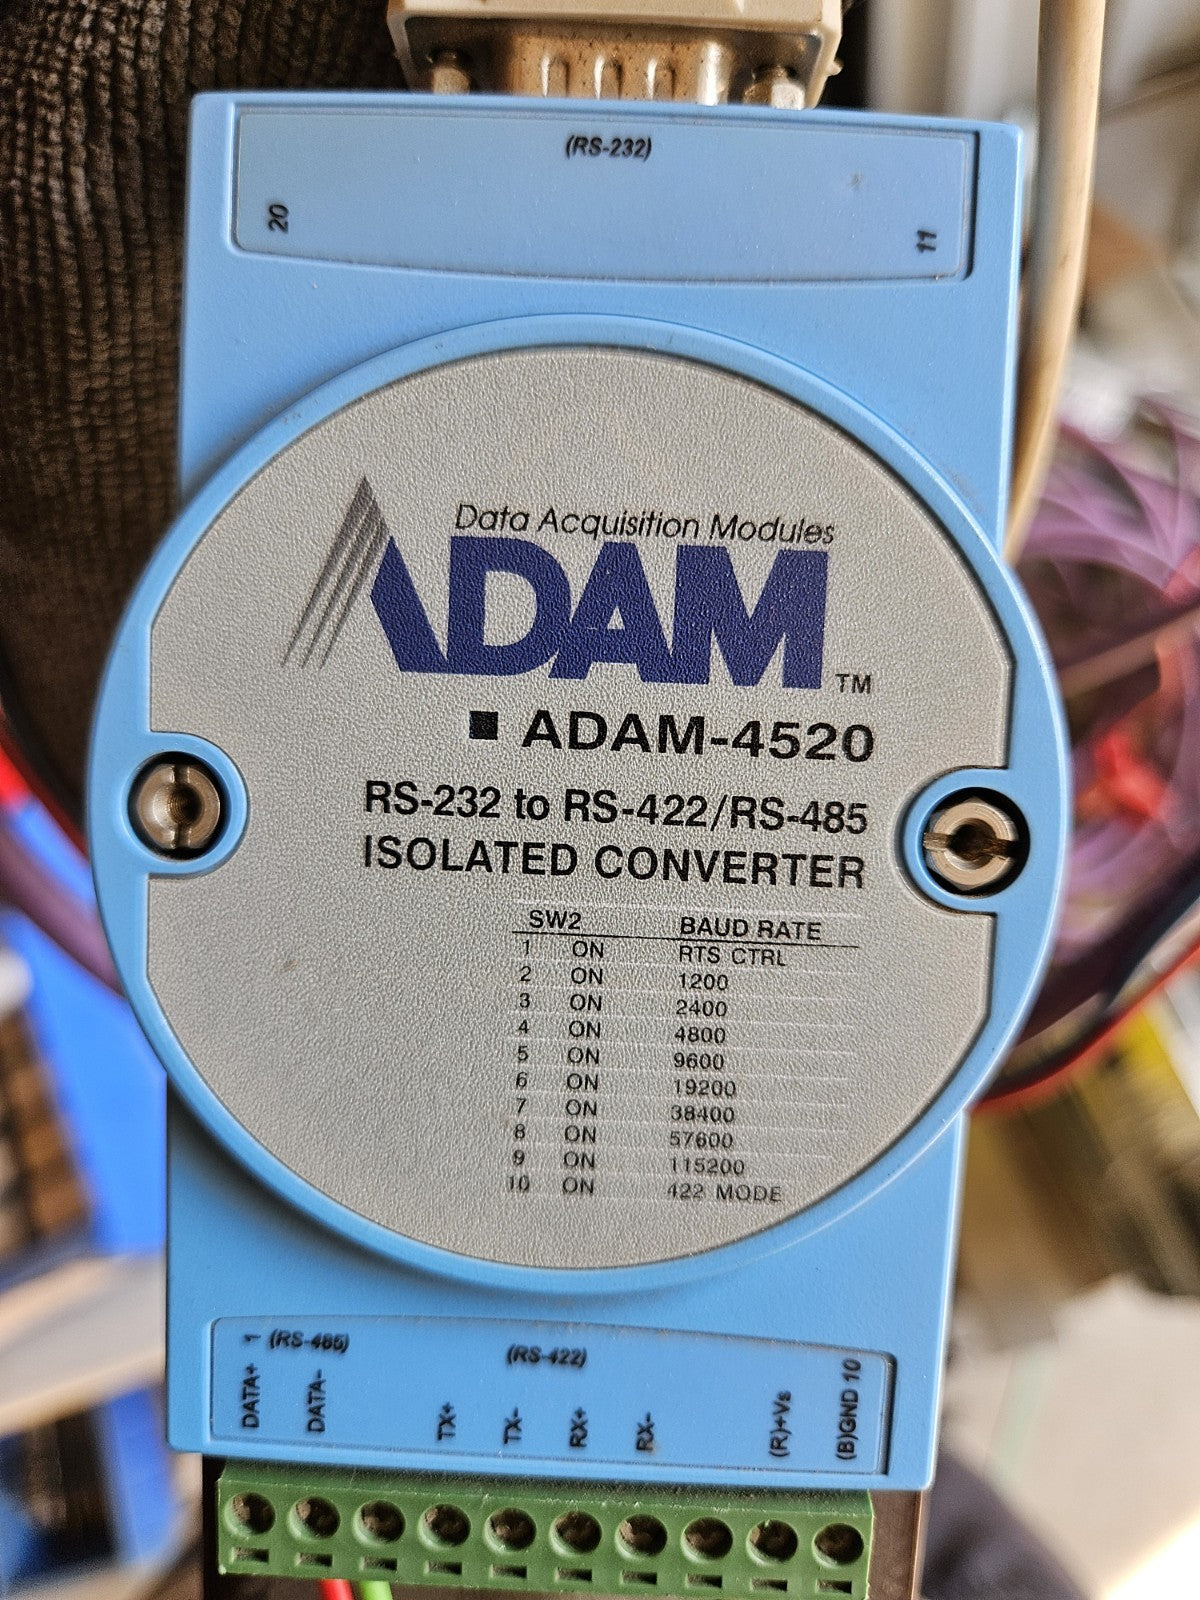 (RS-232)
20
11
Data Acquisition Modules
ADAM TM
■ ADAM-4520
RS-232 to RS-422/RS-485
ISOLATED CONVERTER
SW2 BAUD RATE
1 ON RTS CTRL
2 ON 1200
3 ON 2400
4 ON 4800
5 ON 9600
6 ON 19200
7 ON 38400
8 ON 57600
9 ON 115200
10 ON 422 MODE
1 (RS-485) (RS-422) 10
DATA+
DATA-
TX+
TX-
RX+
RX-
(R)+Vs
(B)GND